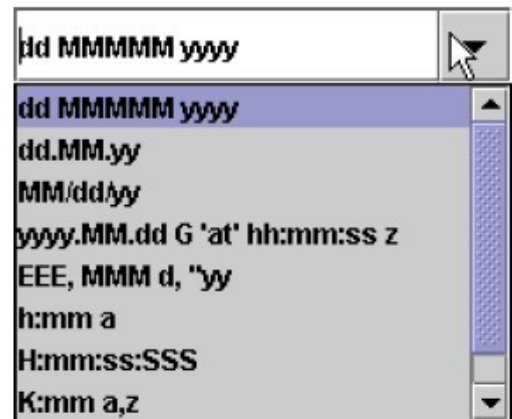 dd MMMMM yyyy
dd MMMMM yyyy
dd.MM.yy
MM/dd/yy
yyyy.MM.dd G 'at' hh:mm:ss z
EEE, MMM d, ''yy
h:mm a
H:mm:ss:SSS
K:mm a,z